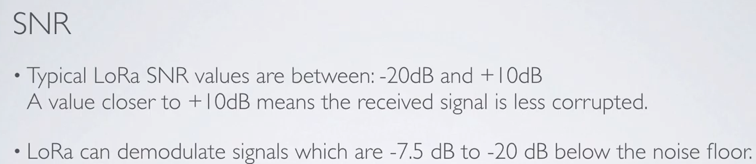 SNR
• Typical LoRa SNR values are between: -20dB and +10dB
A value closer to +10dB means the received signal is less corrupted.
• LoRa can demodulate signals which are -7.5 dB to -20 dB below the noise floor.